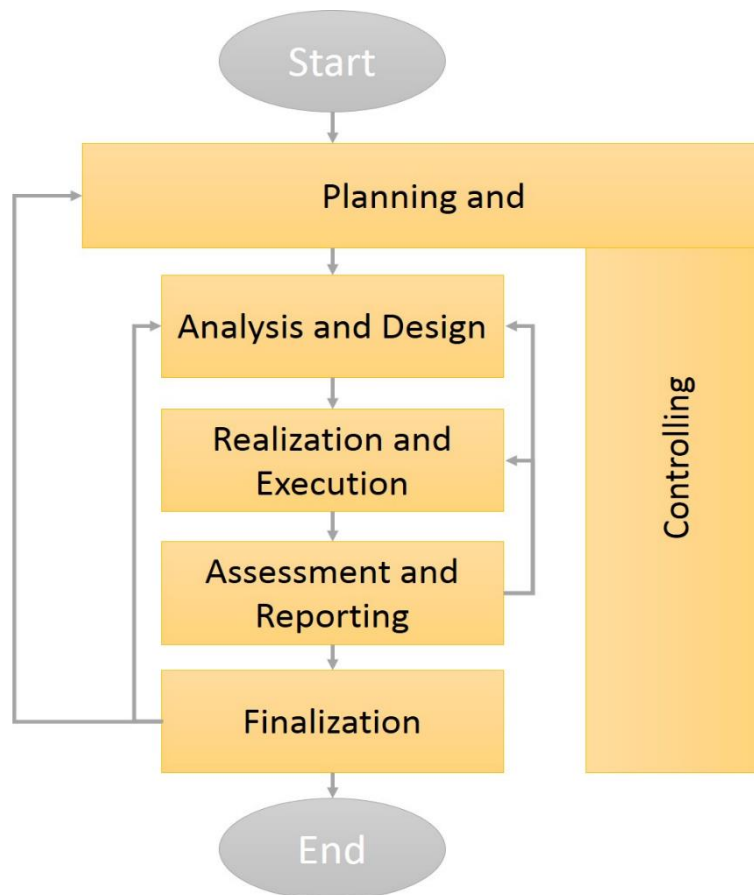 Start
Planning and
Analysis and Design
Realization and
Execution
Assessment and
Reporting
Finalization
End
Controlling